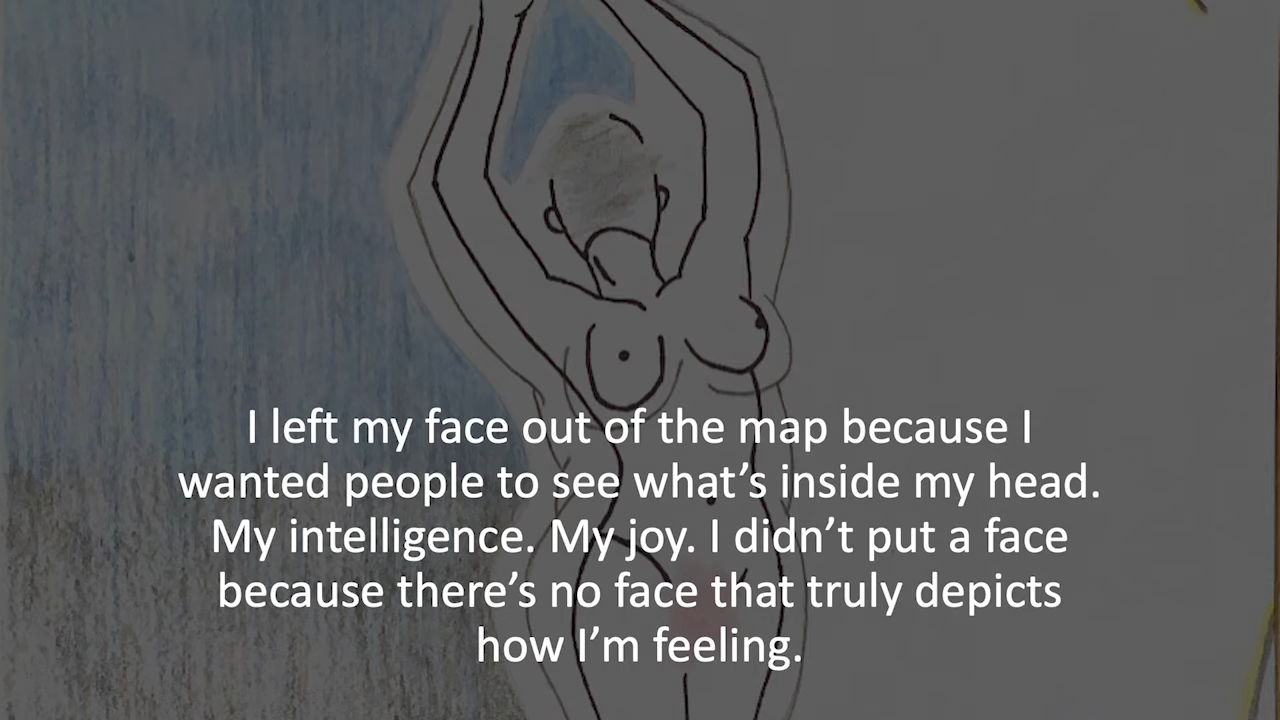 I left my face out of the map because I
wanted people to see what’s inside my head.
My intelligence. My joy. I didn’t put a face
because there’s no face that truly depicts
how I’m feeling.